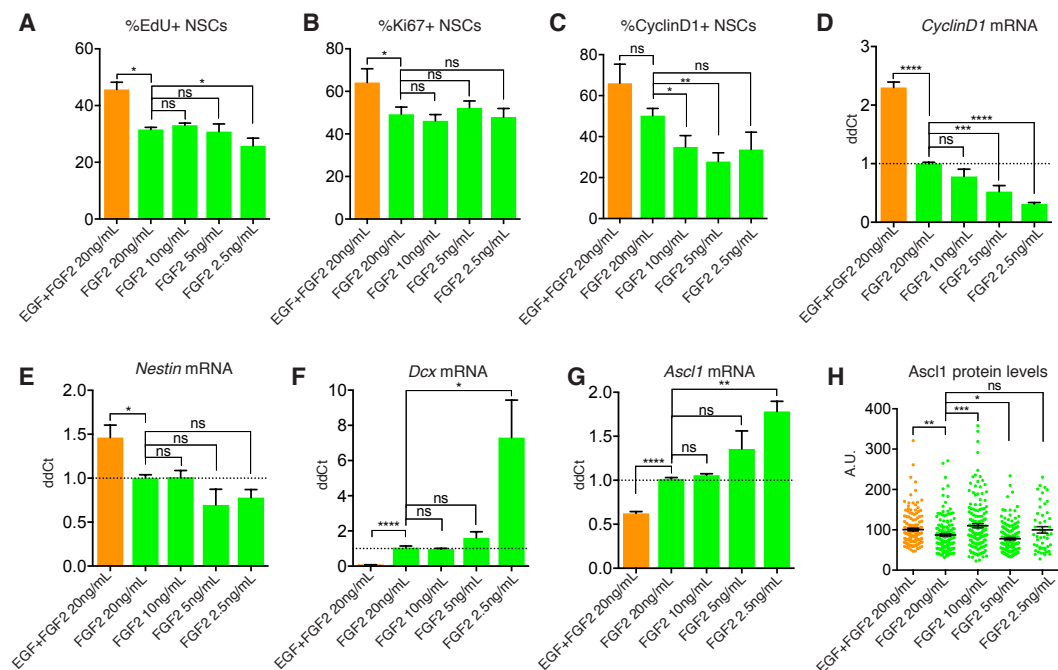 A
%EdU+ NSCs
60
40
20
0
*
*
ns
ns
EGF+FGF2 20ng/mL
FGF2 20ng/mL
FGF2 10ng/mL
FGF2 5ng/mL
FGF2 2.5ng/mL
B
%Ki67+ NSCs
80
60
40
20
0
*
ns
ns
ns
EGF+FGF2 20ng/mL
FGF2 20ng/mL
FGF2 10ng/mL
FGF2 5ng/mL
FGF2 2.5ng/mL
C
%CyclinD1+ NSCs
80
60
40
20
0
ns
ns
**
*
EGF+FGF2 20ng/mL
FGF2 20ng/mL
FGF2 10ng/mL
FGF2 5ng/mL
FGF2 2.5ng/mL
D
CyclinD1 mRNA
ddCt
3
2
1
0
****
****
***
ns
EGF+FGF2 20ng/mL
FGF2 20ng/mL
FGF2 10ng/mL
FGF2 5ng/mL
FGF2 2.5ng/mL
E
Nestin mRNA
ddCt
2.0
1.5
1.0
0.5
0.0
*
ns
ns
ns
EGF+FGF2 20ng/mL
FGF2 20ng/mL
FGF2 10ng/mL
FGF2 5ng/mL
FGF2 2.5ng/mL
F
Dcx mRNA
ddCt
10
8
6
4
2
1
0
*
ns
****
ns
EGF+FGF2 20ng/mL
FGF2 20ng/mL
FGF2 10ng/mL
FGF2 5ng/mL
FGF2 2.5ng/mL
G
Ascl1 mRNA
ddCt
2.0
1.5
1.0
0.5
0.0
**
ns
****
ns
EGF+FGF2 20ng/mL
FGF2 20ng/mL
FGF2 10ng/mL
FGF2 5ng/mL
FGF2 2.5ng/mL
H
Ascl1 protein levels
A.U.
400
300
200
100
0
ns
*
**
***
EGF+FGF2 20ng/mL
FGF2 20ng/mL
FGF2 10ng/mL
FGF2 5ng/mL
FGF2 2.5ng/mL